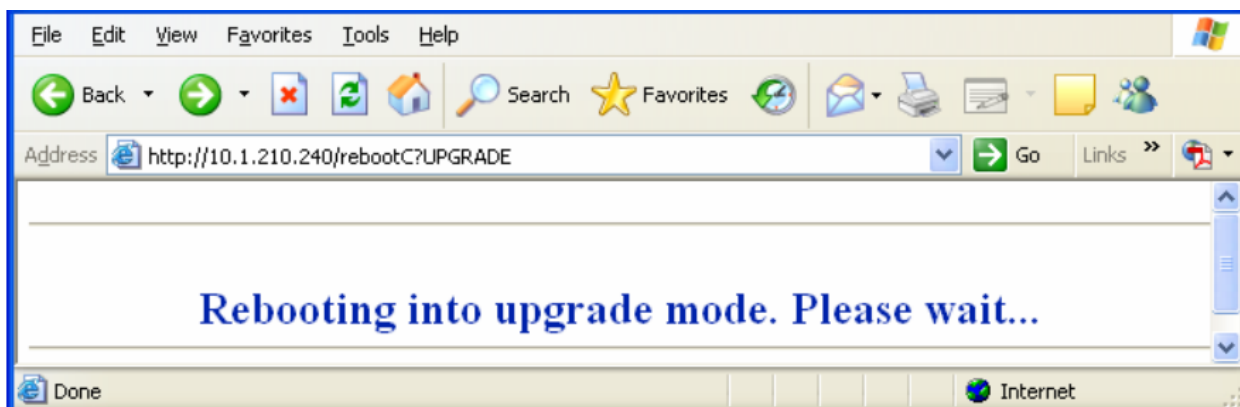 File Edit View Favorites Tools Help
Back Search Favorites
Address http://10.1.210.240/rebootC?UPGRADE Go Links »
Rebooting into upgrade mode. Please wait...
Done Internet